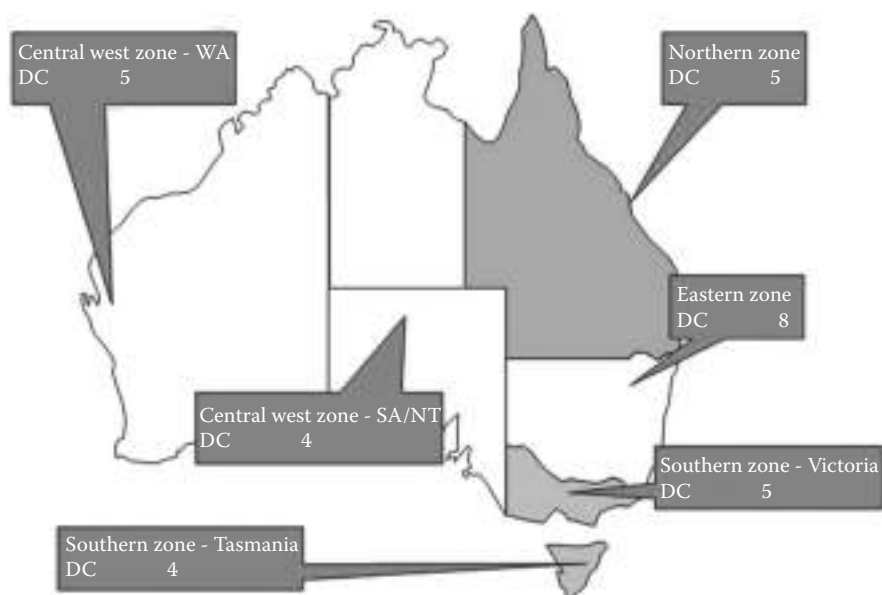 Central west zone - WA
DC 5
Northern zone
DC 5
Eastern zone
DC 8
Central west zone - SA/NT
DC 4
Southern zone - Victoria
DC 5
Southern zone - Tasmania
DC 4